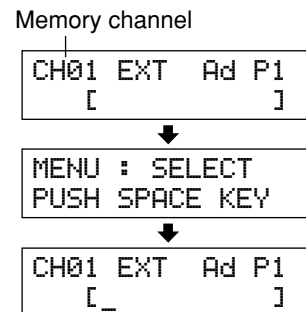 Memory channel
CH01 EXT Ad P1
[ ]
MENU : SELECT
PUSH SPACE KEY
CH01 EXT Ad P1
[_ ]